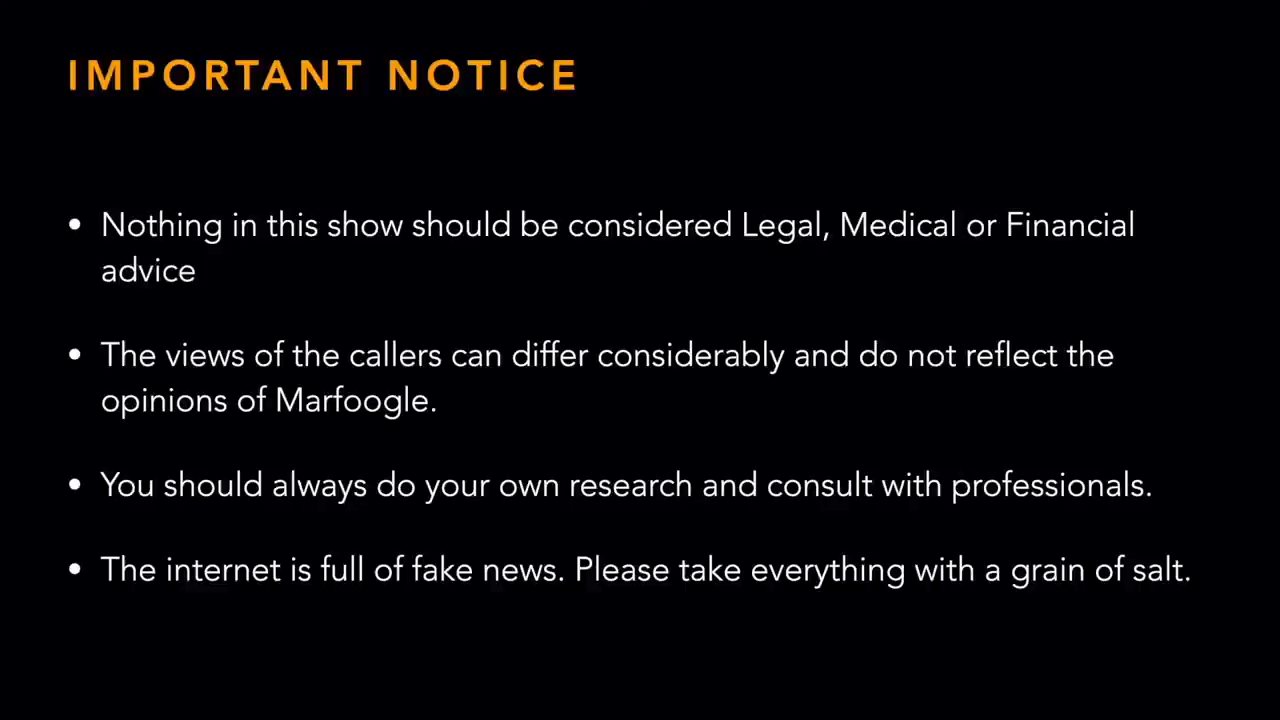 IMPORTANT NOTICE
• Nothing in this show should be considered Legal, Medical or Financial
advice
• The views of the callers can differ considerably and do not reflect the
opinions of Marfoogle.
• You should always do your own research and consult with professionals.
• The internet is full of fake news. Please take everything with a grain of salt.